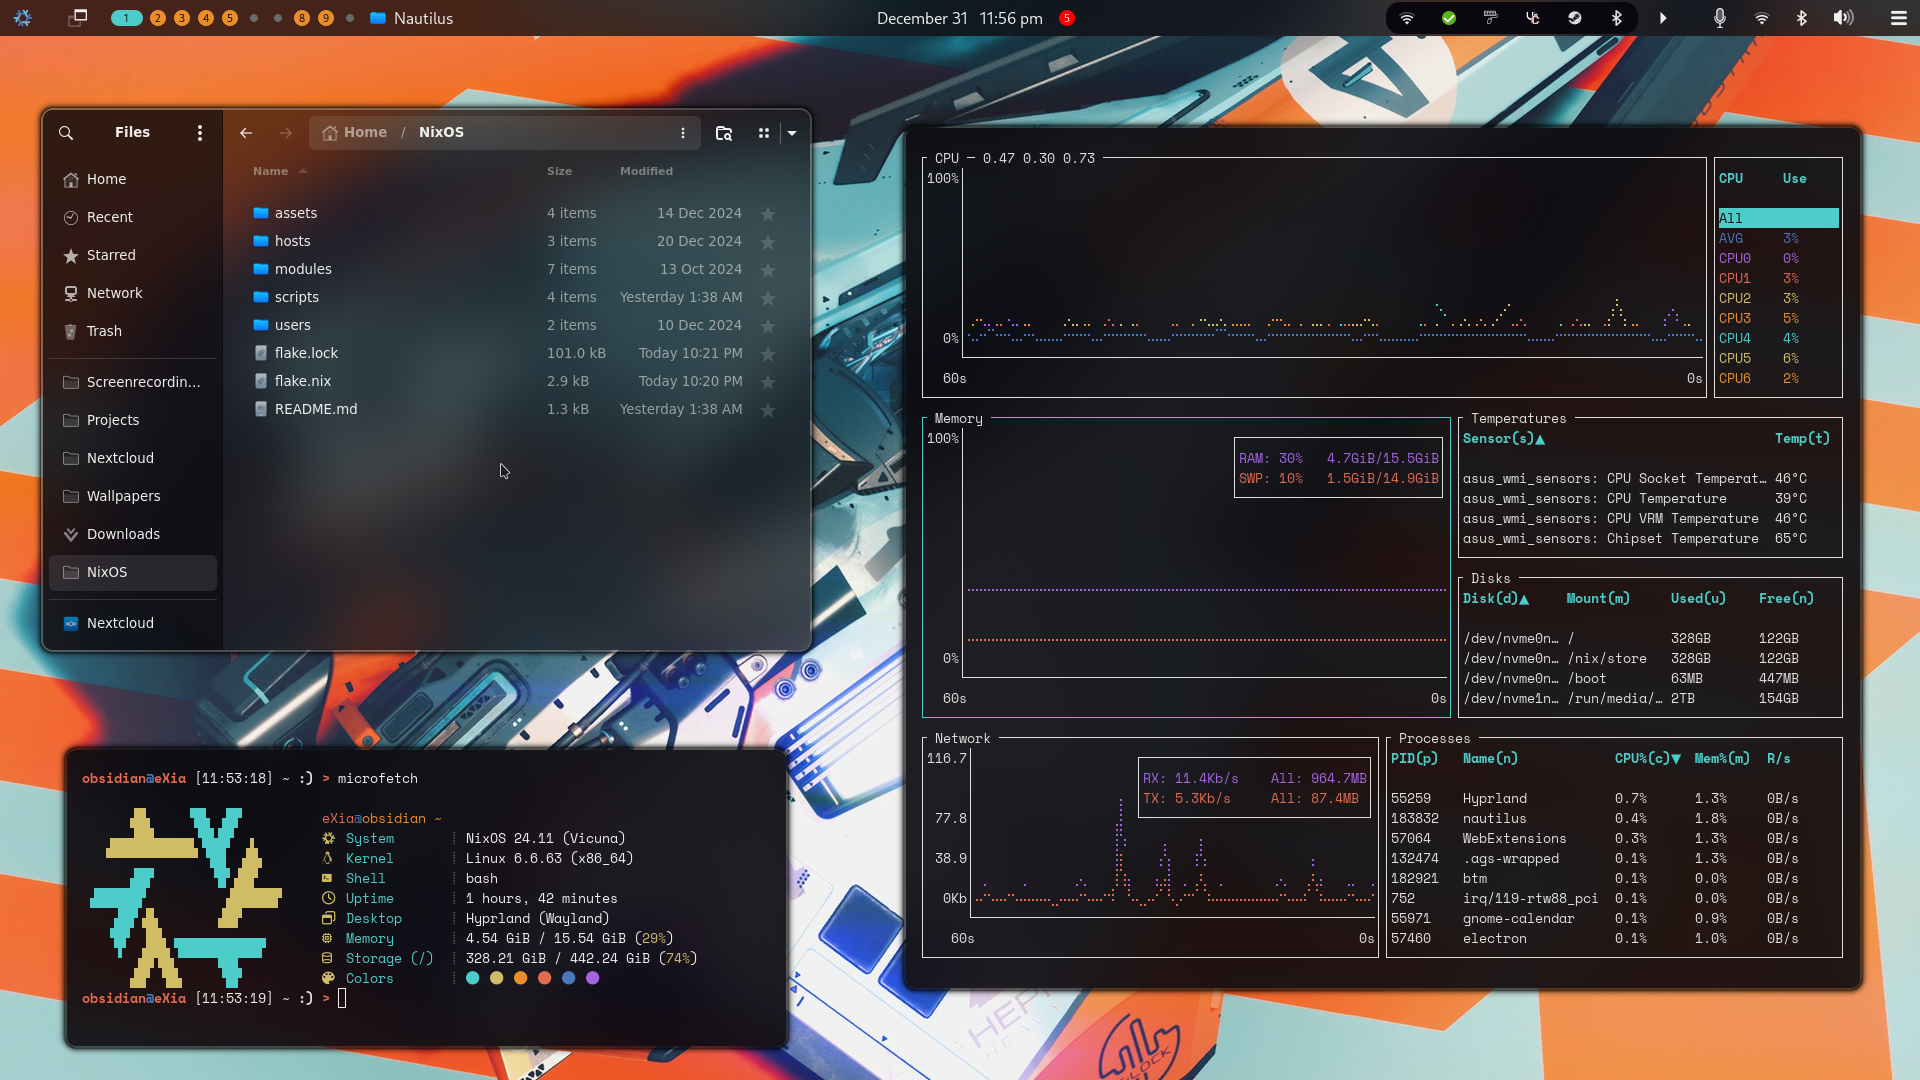 1 2 3 4 5 8 9 Nautilus December 31 11:56 pm 5
Files
Home
Recent
Starred
Network
Trash
Screenrecordin...
Projects
Nextcloud
Wallpapers
Downloads
NixOS
Nextcloud
Home / NixOS
Name Size Modified
assets 4 items 14 Dec 2024
hosts 3 items 20 Dec 2024
modules 7 items 13 Oct 2024
scripts 4 items Yesterday 1:38 AM
users 2 items 10 Dec 2024
flake.lock 101.0 kB Today 10:21 PM
flake.nix 2.9 kB Today 10:20 PM
README.md 1.3 kB Yesterday 1:38 AM
obsidian@eXia [11:53:18] ~ :) > microfetch
eXia@obsidian ~
System NixOS 24.11 (Vicuna)
Kernel Linux 6.6.63 (x86_64)
Shell bash
Uptime 1 hours, 42 minutes
Desktop Hyprland (Wayland)
Memory 4.54 GiB / 15.54 GiB (29%)
Storage (/) 328.21 GiB / 442.24 GiB (74%)
Colors
obsidian@eXia [11:53:19] ~ :) >
CPU — 0.47 0.30 0.73
100%
0%
60s 0s
CPU Use
All
AVG 3%
CPU0 0%
CPU1 3%
CPU2 3%
CPU3 5%
CPU4 4%
CPU5 6%
CPU6 2%
Memory
100%
RAM: 30% 4.7GiB/15.5GiB
SWP: 10% 1.5GiB/14.9GiB
0%
60s 0s
Temperatures
Sensor(s)▲ Temp(t)
asus_wmi_sensors: CPU Socket Temperat… 46°C
asus_wmi_sensors: CPU Temperature 39°C
asus_wmi_sensors: CPU VRM Temperature 46°C
asus_wmi_sensors: Chipset Temperature 65°C
Disks
Disk(d)▲ Mount(m) Used(u) Free(n)
/dev/nvme0n… / 328GB 122GB
/dev/nvme0n… /nix/store 328GB 122GB
/dev/nvme0n… /boot 63MB 447MB
/dev/nvme1n… /run/media/… 2TB 154GB
Network
116.7
RX: 11.4Kb/s All: 964.7MB
TX: 5.3Kb/s All: 87.4MB
77.8
38.9
0Kb
60s 0s
Processes
PID(p) Name(n) CPU%(c)▼ Mem%(m) R/s
55259 Hyprland 0.7% 1.3% 0B/s
183832 nautilus 0.4% 1.8% 0B/s
57064 WebExtensions 0.3% 1.3% 0B/s
132474 .ags-wrapped 0.1% 1.3% 0B/s
182921 btm 0.1% 0.0% 0B/s
752 irq/119-rtw88_pci 0.1% 0.0% 0B/s
55971 gnome-calendar 0.1% 0.9% 0B/s
57460 electron 0.1% 1.0% 0B/s